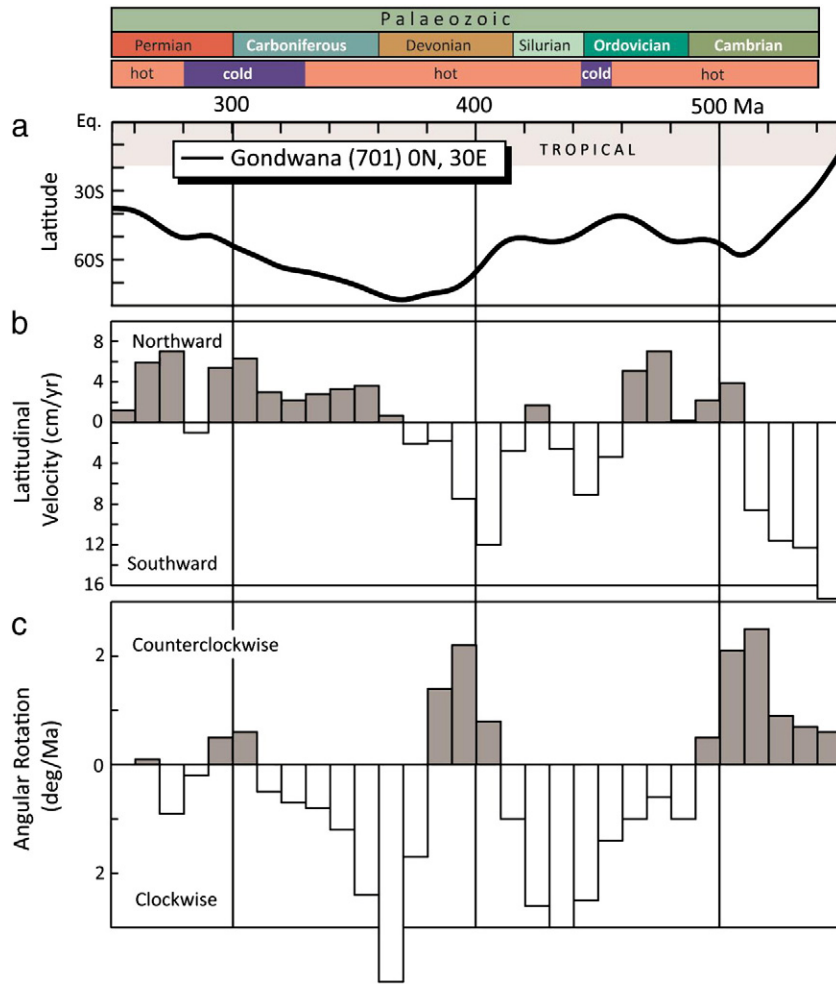 Palaeozoic
Permian Carboniferous Devonian Silurian Ordovician Cambrian
hot cold hot cold hot
300 400 500 Ma
a
Eq.
30S
60S
Latitude
Gondwana (701) 0N, 30E
TROPICAL
b
Northward
8
4
0
4
8
12
16
Latitudinal
Velocity (cm/yr)
Southward
c
Counterclockwise
2
0
2
Angular Rotation
(deg/Ma)
Clockwise